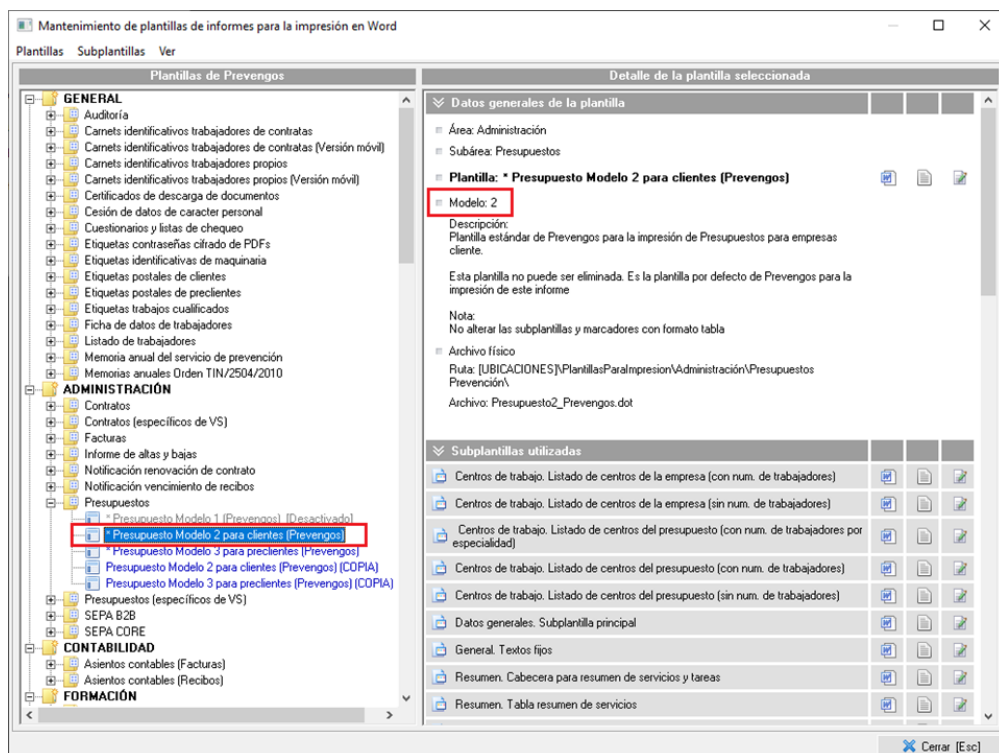 Mantenimiento de plantillas de informes para la impresión en Word
Plantillas Subplantillas Ver
Plantillas de Prevengos
GENERAL
Auditoría
Carnets identificativos trabajadores de contratas
Carnets identificativos trabajadores de contratas (Versión móvil)
Carnets identificativos trabajadores propios
Carnets identificativos trabajadores propios (Versión móvil)
Certificados de descarga de documentos
Cesión de datos de caracter personal
Cuestionarios y listas de chequeo
Etiquetas contraseñas cifrado de PDFs
Etiquetas identificativas de maquinaria
Etiquetas postales de clientes
Etiquetas postales de preclientes
Etiquetas trabajos cualificados
Ficha de datos de trabajadores
Listado de trabajadores
Memoria anual del servicio de prevención
Memorias anuales Orden TIN/2504/2010
ADMINISTRACIÓN
Contratos
Contratos (específicos de VS)
Facturas
Informe de altas y bajas
Notificación renovación de contrato
Notificación vencimiento de recibos
Presupuestos
* Presupuesto Modelo 1 (Prevengos) [Desactivado]
* Presupuesto Modelo 2 para clientes (Prevengos)
* Presupuesto Modelo 3 para preclientes (Prevengos)
Presupuesto Modelo 2 para clientes (Prevengos) (COPIA)
Presupuesto Modelo 3 para preclientes (Prevengos) (COPIA)
Presupuestos (específicos de VS)
SEPA B2B
SEPA CORE
CONTABILIDAD
Asientos contables (Facturas)
Asientos contables (Recibos)
FORMACIÓN
Detalle de la plantilla seleccionada
Datos generales de la plantilla
Área: Administración
Subárea: Presupuestos
Plantilla: * Presupuesto Modelo 2 para clientes (Prevengos)
Modelo: 2
Descripción:
Plantilla estándar de Prevengos para la impresión de Presupuestos para empresas
cliente.
Esta plantilla no puede ser eliminada. Es la plantilla por defecto de Prevengos para la
impresión de este informe
Nota:
No alterar las subplantillas y marcadores con formato tabla
Archivo físico
Ruta: [UBICACIONES]\PlantillasParaImpresion\Administración\Presupuestos
Prevención\
Archivo: Presupuesto2_Prevengos.dot
Subplantillas utilizadas
Centros de trabajo. Listado de centros de la empresa (con num. de trabajadores)
Centros de trabajo. Listado de centros de la empresa (sin num. de trabajadores)
Centros de trabajo. Listado de centros del presupuesto (con num. de trabajadores por
especialidad)
Centros de trabajo. Listado de centros del presupuesto (con num. de trabajadores)
Centros de trabajo. Listado de centros del presupuesto (sin num. de trabajadores)
Datos generales. Subplantilla principal
General. Textos fijos
Resumen. Cabecera para resumen de servicios y tareas
Resumen. Tabla resumen de servicios
Cerrar [Esc]